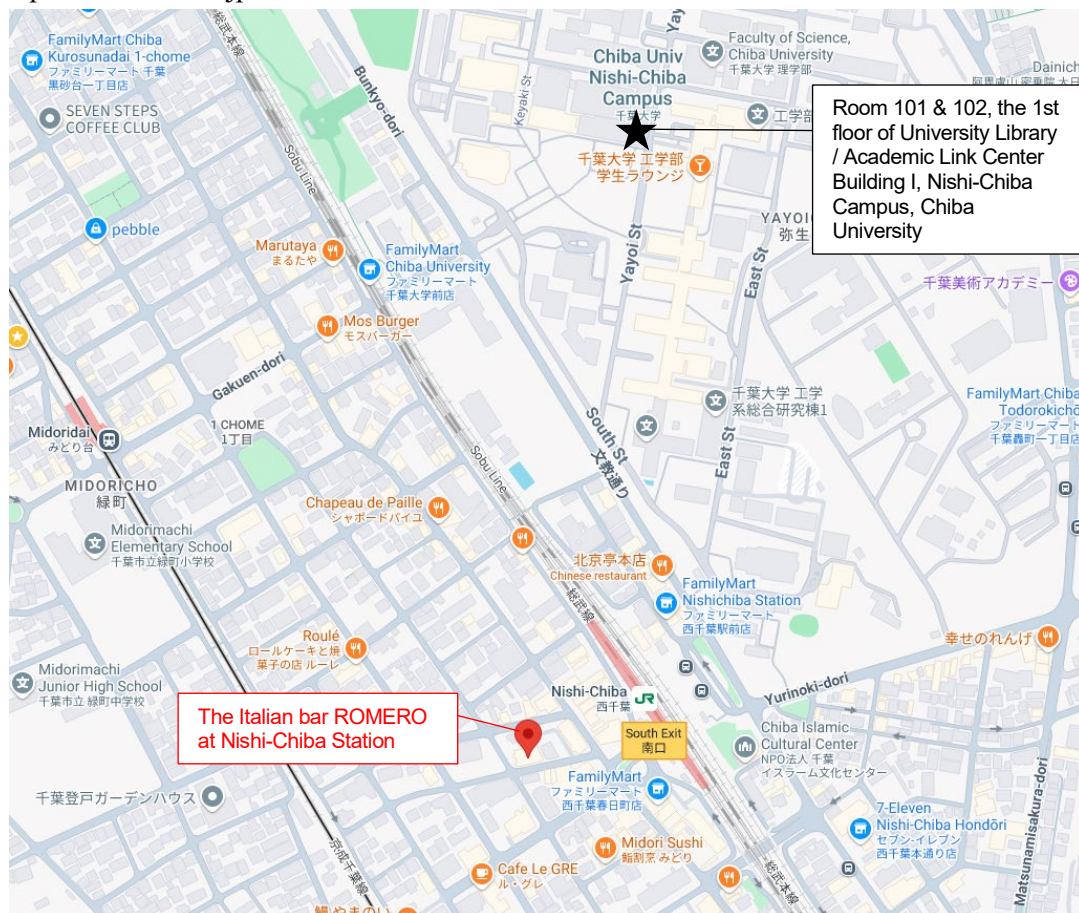 FamilyMart Chiba
Kurosunadai 1-chome
ファミリーマート 千葉
黒砂台一丁目店
SEVEN STEPS
COFFEE CLUB
総武本線
Bunkyo-dori
Keyaki St
Yayoi St
Chiba Univ
Nishi-Chiba
Campus
千葉大学
Faculty of Science,
Chiba University
千葉大学 理学部
工学部
Room 101 & 102, the 1st
floor of University Library
/ Academic Link Center
Building I, Nishi-Chiba
Campus, Chiba
University
千葉大学 工学部
学生ラウンジ
Sobu Line
pebble
Marutaya
まるたや
FamilyMart
Chiba University
ファミリーマート
千葉大学前店
Mos Burger
モスバーガー
Yayoi St
East St
弥生
千葉美術アカデミー
Gakuen-dori
Midoridai
みどり台
1 CHOME
1丁目
MIDORICHO
緑町
South St
文教通り
千葉大学 工学
系総合研究棟1
East St
FamilyMart Chiba
Todorokichō
ファミリーマート
千葉轟町一丁目店
Midorimachi
Elementary School
千葉市立緑町小学校
Chapeau de Paille
シャポードパイユ
Sobu Line
北京亭本店
Chinese restaurant
FamilyMart
Nishichiba Station
ファミリーマート
西千葉駅前店
総武線
Roulé
ロールケーキと焼
菓子の店 ルーレ
幸せのれんげ
Midorimachi
Junior High School
千葉市立 緑町中学校
The Italian bar ROMERO
at Nishi-Chiba Station
Nishi-Chiba
西千葉
JR
South Exit
南口
Yurinoki-dori
Chiba Islamic
Cultural Center
NPO法人 千葉
イスラーム文化センター
千葉登戸ガーデンハウス
FamilyMart
ファミリーマート
西千葉春日町店
7-Eleven
Nishi-Chiba Hondōri
セブン-イレブン
西千葉本通り店
Matsunamisakura-dori
Midori Sushi
鮨割烹 みどり
Cafe Le GRE
ル・グレ
京成千葉線
総武本線